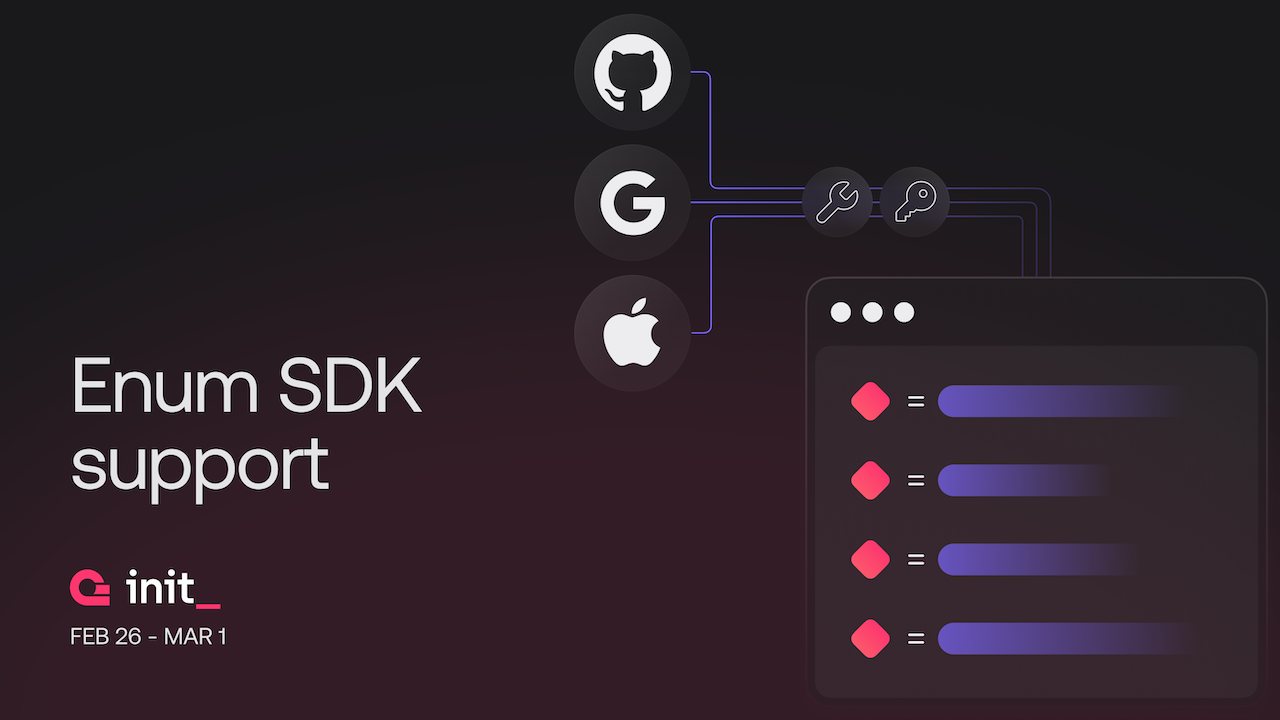 Enum SDK
support
init_
FEB 26 - MAR 1
=
=
=
=